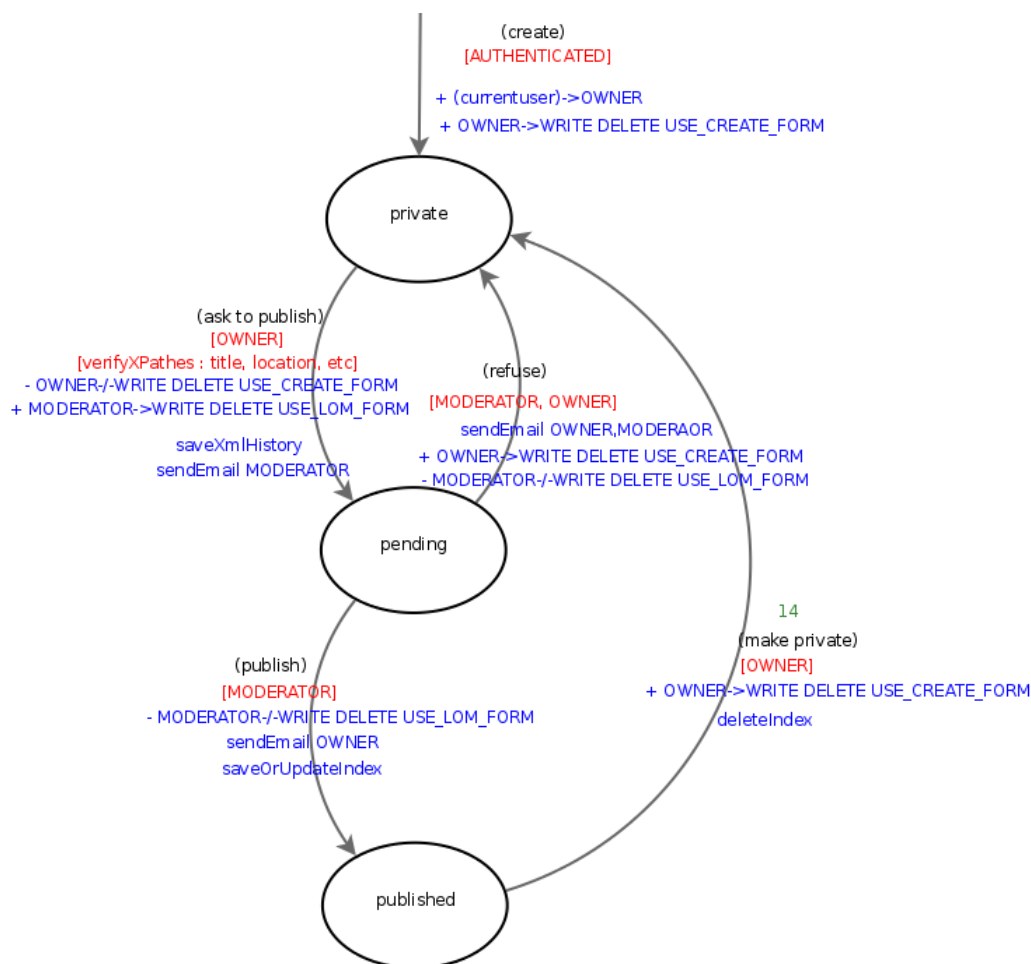 (create)
[AUTHENTICATED]
+ (currentuser)->OWNER
+ OWNER->WRITE DELETE USE_CREATE_FORM
private
(ask to publish)
[OWNER]
[verifyXPathes : title, location, etc]
- OWNER-/-WRITE DELETE USE_CREATE_FORM
+ MODERATOR->WRITE DELETE USE_LOM_FORM
saveXmlHistory
sendEmail MODERATOR
(refuse)
[MODERATOR, OWNER]
sendEmail OWNER,MODERAOR
+ OWNER->WRITE DELETE USE_CREATE_FORM
- MODERATOR-/-WRITE DELETE USE_LOM_FORM
pending
14
(make private)
[OWNER]
+ OWNER->WRITE DELETE USE_CREATE_FORM
deleteIndex
(publish)
[MODERATOR]
- MODERATOR-/-WRITE DELETE USE_LOM_FORM
sendEmail OWNER
saveOrUpdateIndex
published